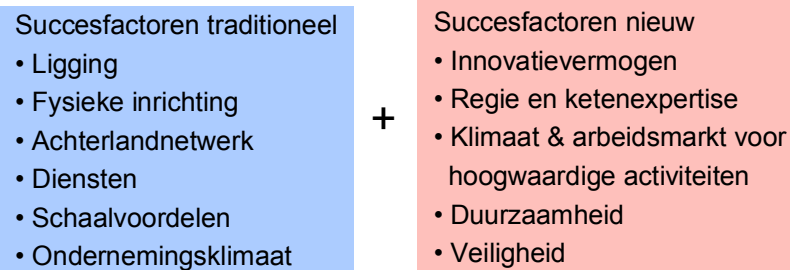 Succesfactoren traditioneel
• Ligging
• Fysieke inrichting
• Achterlandnetwerk
• Diensten
• Schaalvoordelen
• Ondernemingsklimaat
+
Succesfactoren nieuw
• Innovatievermogen
• Regie en ketenexpertise
• Klimaat & arbeidsmarkt voor
hoogwaardige activiteiten
• Duurzaamheid
• Veiligheid